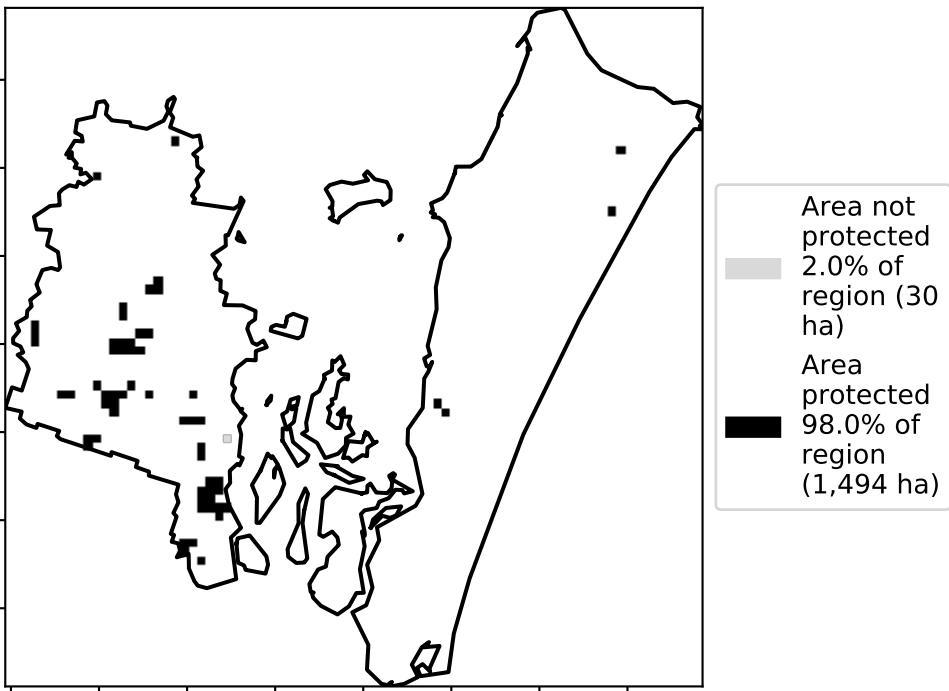 Area not
protected
2.0% of
region (30
ha)
Area
protected
98.0% of
region
(1,494 ha)